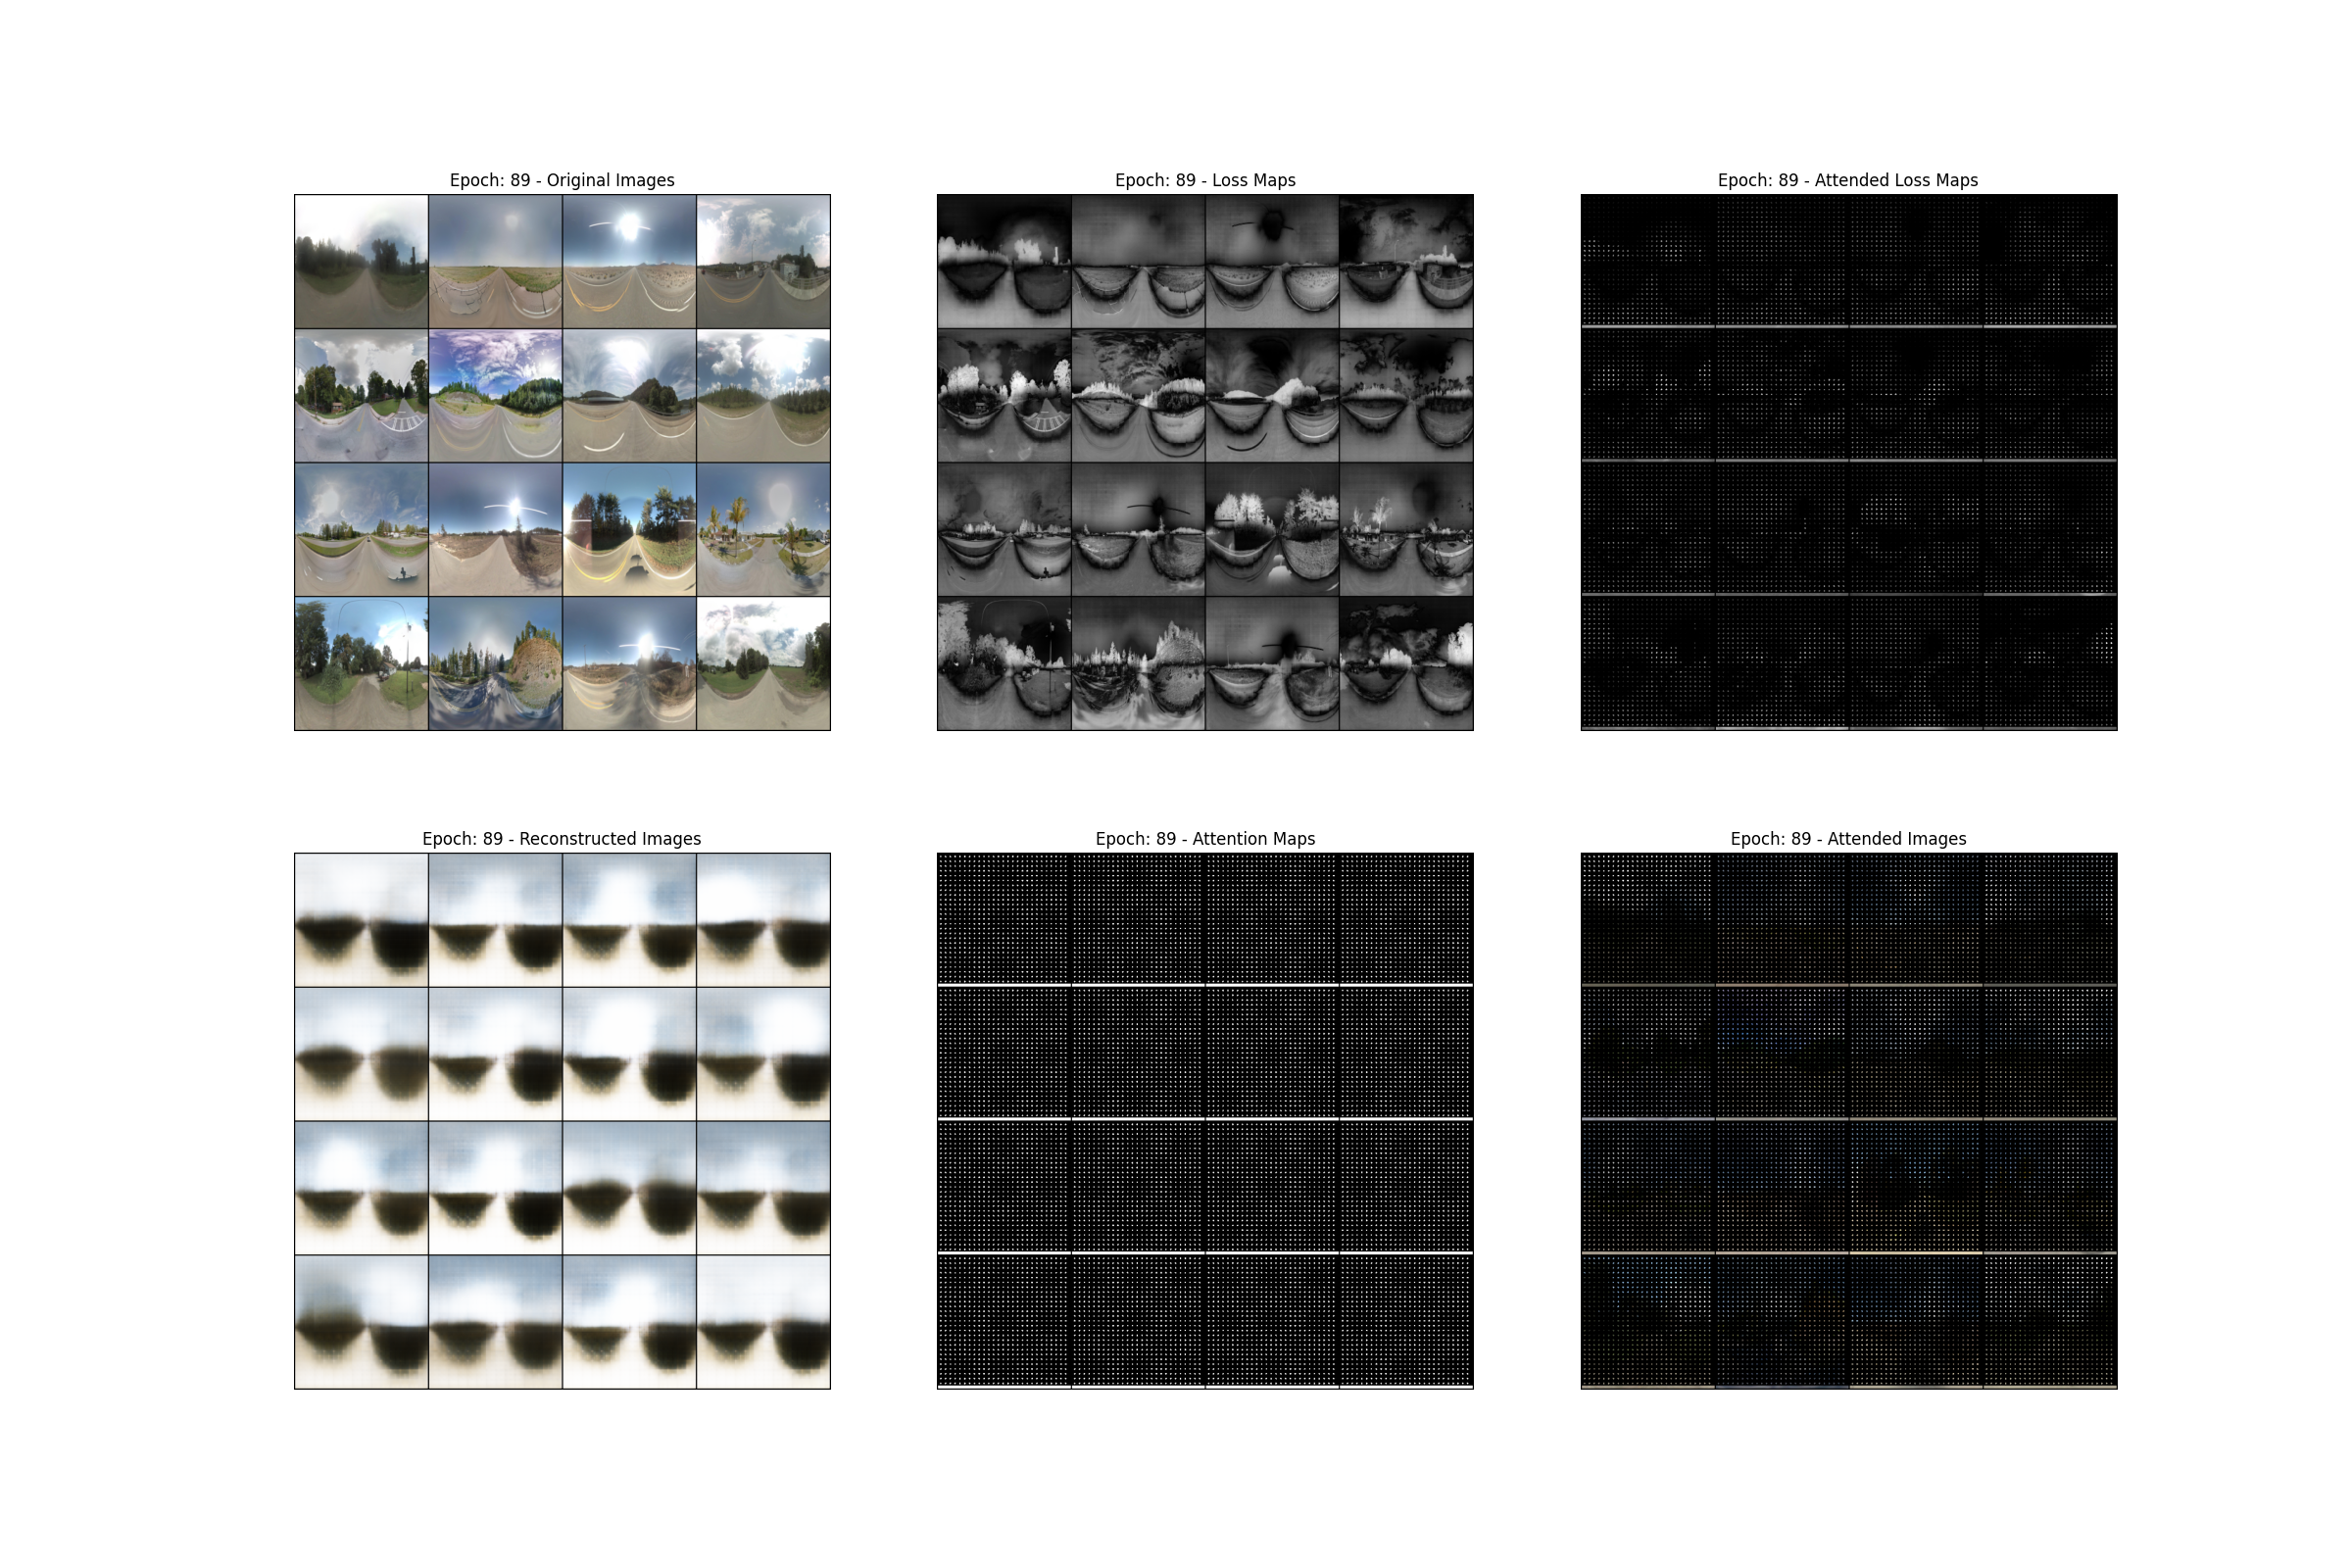 Epoch: 89 - Original Images
Epoch: 89 - Loss Maps
Epoch: 89 - Attended Loss Maps
Epoch: 89 - Reconstructed Images
Epoch: 89 - Attention Maps
Epoch: 89 - Attended Images